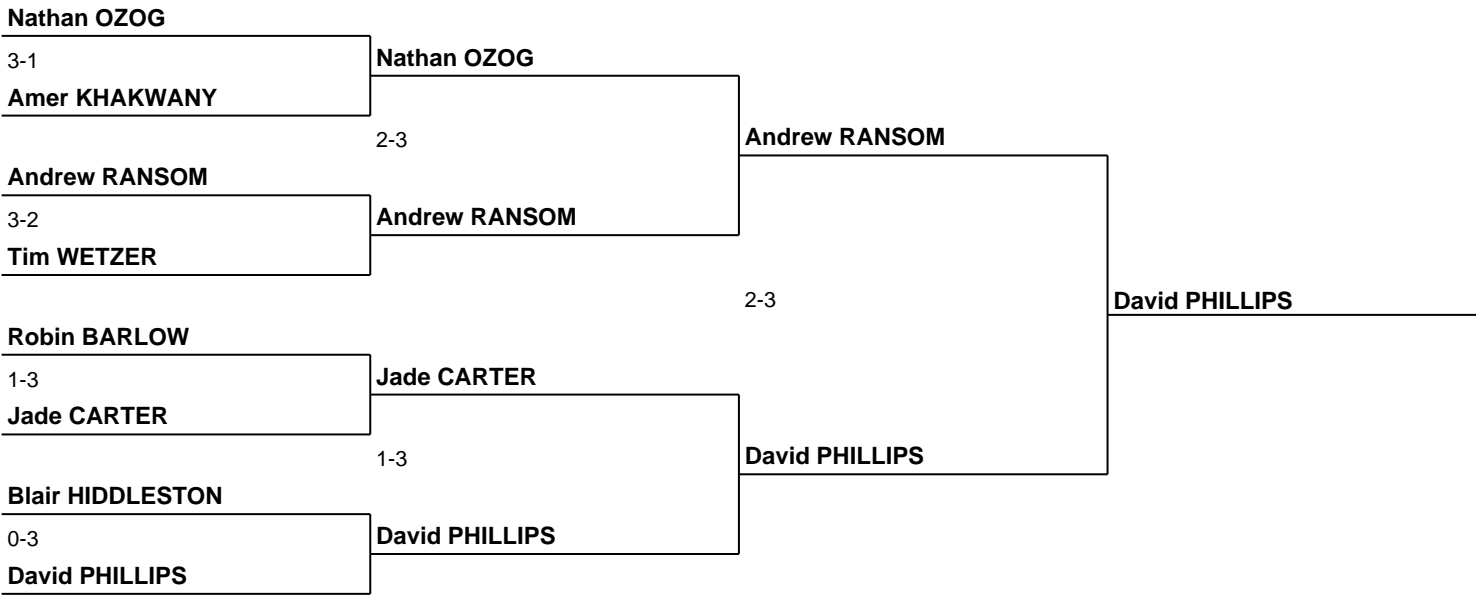 Nathan OZOG
3-1
Nathan OZOG
Amer KHAKWANY
2-3
Andrew RANSOM
Andrew RANSOM
3-2
Andrew RANSOM
Tim WETZER
2-3
David PHILLIPS
Robin BARLOW
1-3
Jade CARTER
Jade CARTER
1-3
David PHILLIPS
Blair HIDDLESTON
0-3
David PHILLIPS
David PHILLIPS